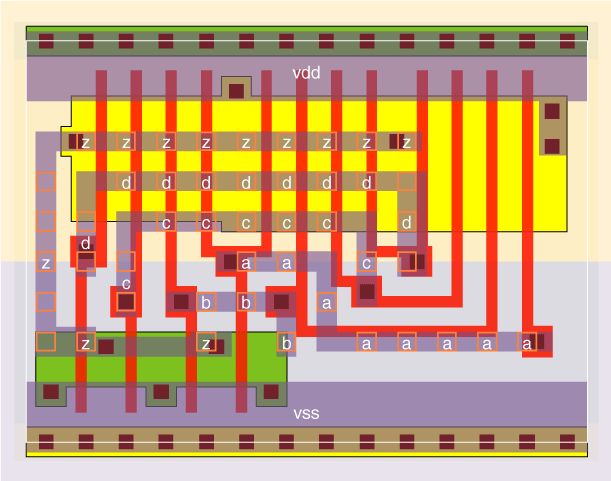 vdd
z z z z z z z z z
d d d d d d d
c c c c d
d
z a a c
c
b b a
z z b a a a a a
vss